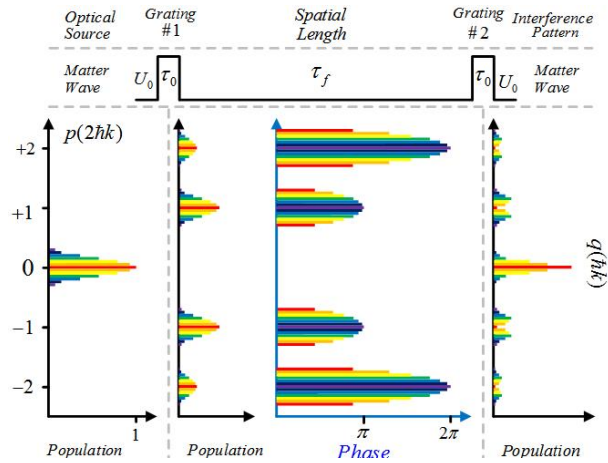 Optical Source
Grating #1
Spatial Length
Grating #2
Interference Pattern
Matter Wave
U₀
τ₀
τ_f
τ₀
U₀
Matter Wave
p(2ħk)
+2
+1
0
−1
−2
q(ħk)
1
π
2π
Population
Population
Phase
Population